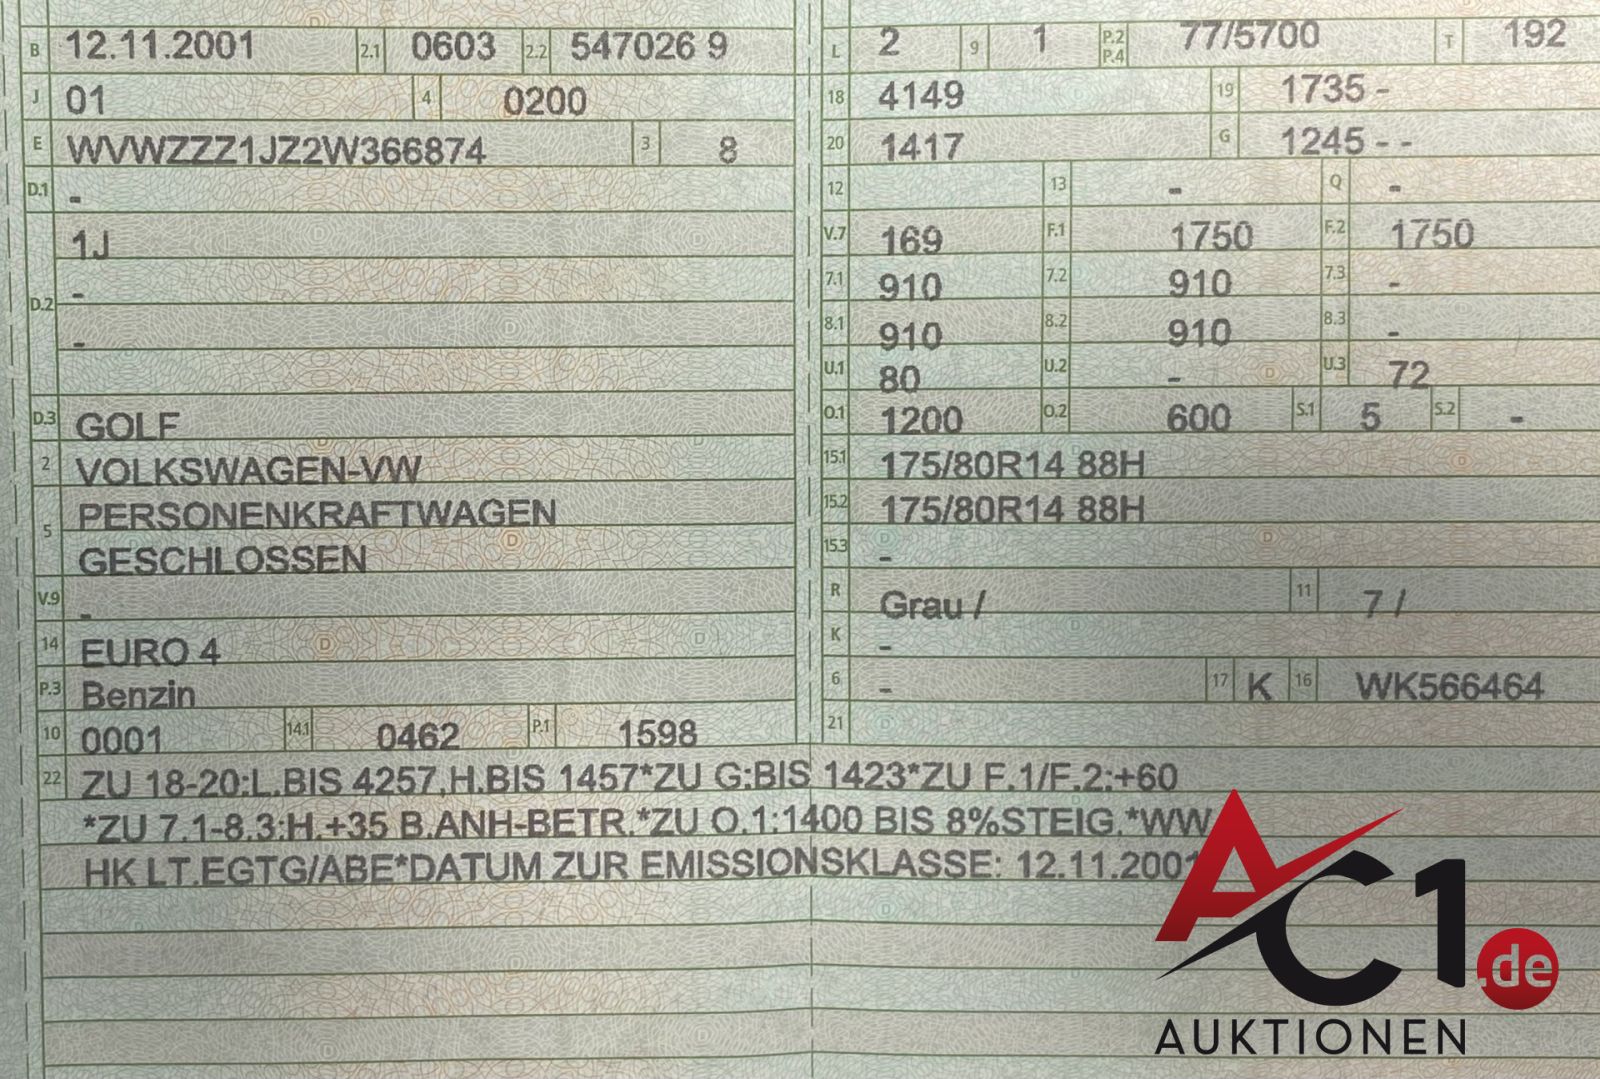 B 12.11.2001 2.1 0603 2.2 547026 9
J 01 4 0200
E WVWZZZ1JZ2W366874 3 8
D.1 -
1J
D.2 -
-
D.3 GOLF
2 VOLKSWAGEN-VW
5 PERSONENKRAFTWAGEN
GESCHLOSSEN
V.9 -
14 EURO 4
P.3 Benzin
10 0001 14.1 0462 P.1 1598
L 2 9 1 P.2 P.4 77/5700 T 192
18 4149 19 1735 -
20 1417 G 1245 - -
12 13 - Q -
V.7 169 F.1 1750 F.2 1750
7.1 910 7.2 910 7.3 -
8.1 910 8.2 910 8.3 -
U.1 80 U.2 - U.3 72
O.1 1200 O.2 600 S.1 5 S.2 -
15.1 175/80R14 88H
15.2 175/80R14 88H
15.3 -
R Grau / 11 7 /
K -
6 - 17 K 16 WK566464
21
22 ZU 18-20:L.BIS 4257,H.BIS 1457*ZU G:BIS 1423*ZU F.1/F.2:+60
*ZU 7.1-8.3:H.+35 B.ANH-BETR.*ZU O.1:1400 BIS 8%STEIG.*WW
HK LT.EGTG/ABE*DATUM ZUR EMISSIONSKLASSE: 12.11.2001
AC1.de
AUKTIONEN